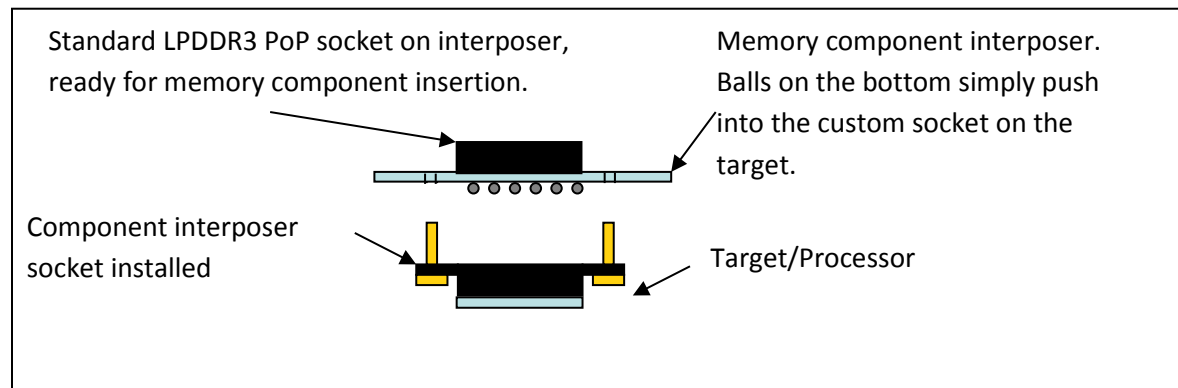 Standard LPDDR3 PoP socket on interposer,
ready for memory component insertion.
Memory component interposer.
Balls on the bottom simply push
into the custom socket on the
target.
Component interposer
socket installed
Target/Processor